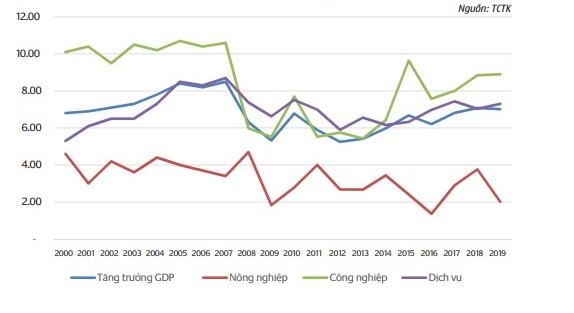 Nguồn: TCTK
12.00
10.00
8.00
6.00
4.00
2.00
-
2000 2001 2002 2003 2004 2005 2006 2007 2008 2009 2010 2011 2012 2013 2014 2015 2016 2017 2018 2019
Tăng trưởng GDP Nông nghiệp Công nghiệp Dịch vụ